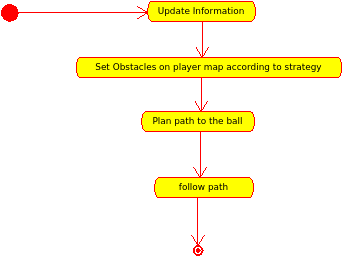 Update Information
Set Obstacles on player map according to strategy
Plan path to the ball
follow path